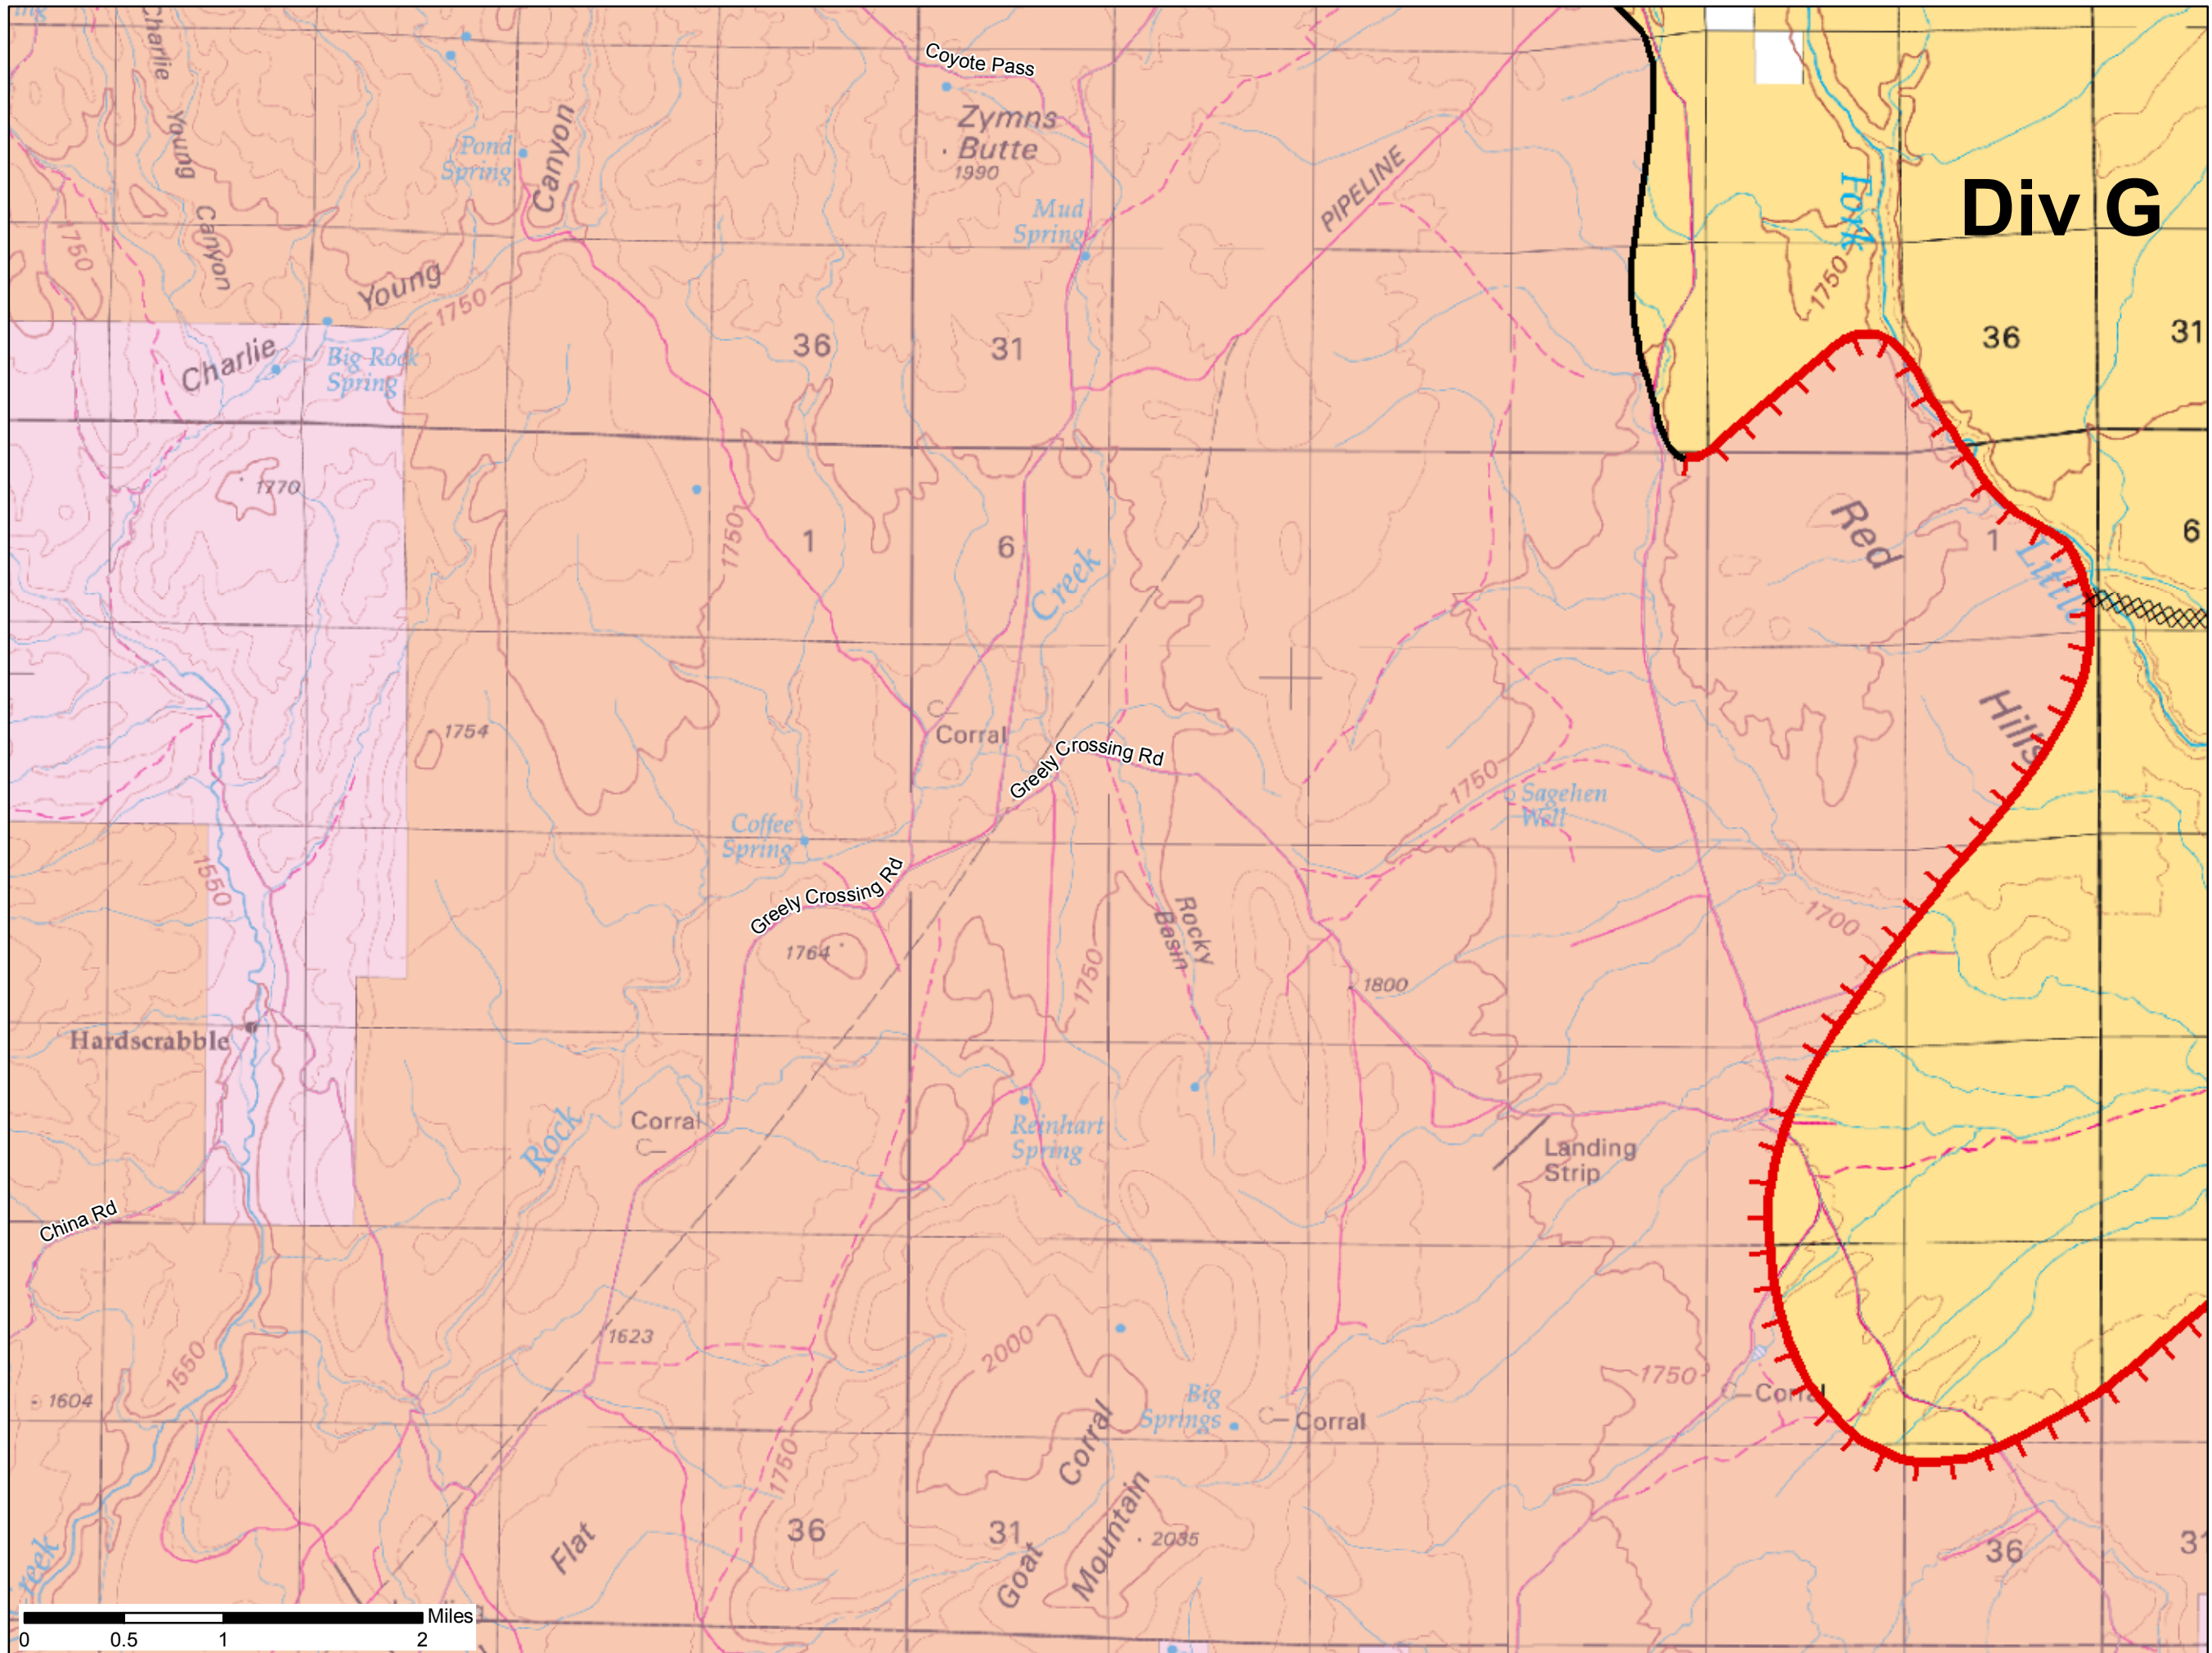 Charlie
Young
Canyon
Coyote Pass
Zymns
Butte
1990
Pond
Spring
Canyon
Mud
Spring
PIPELINE
Fork
Div G
1750
1750
Young
1750
Charlie
Big Rock
Spring
36
31
36
31
1770
1750
1
6
Creek
Red
1
Little
6
Hills
1754
Corral
Greely Crossing Rd
1750
Sagehen
Well
Coffee
Spring
1550
Greely Crossing Rd
1764
Rocky
Basin
1750
1700
1800
Hardscrabble
Rock
Corral
Reinhart
Spring
Landing
Strip
China Rd
1623
2000
1550
1604
1750
Corral
Big
Springs
Corral
Corral
1750
Flat
36
31
Goat
Mountain
2035
36
31
reek
Miles
0
0.5
1
2